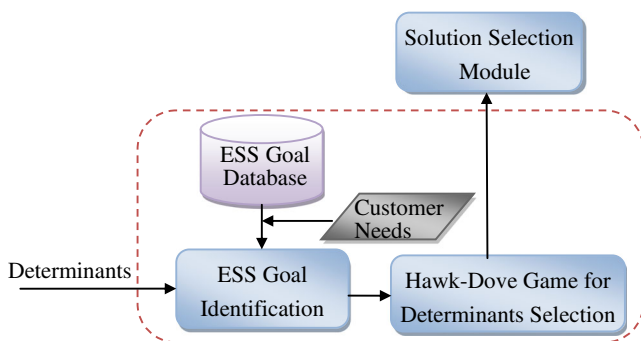 Solution Selection
Module
ESS Goal
Database
Customer
Needs
Determinants
ESS Goal
Identification
Hawk-Dove Game for
Determinants Selection